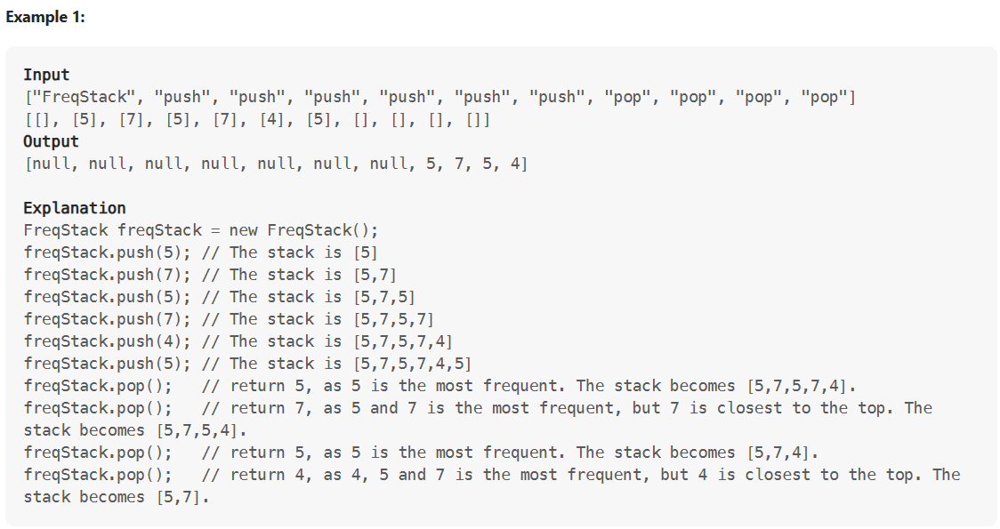 Example 1:
Input
["FreqStack", "push", "push", "push", "push", "push", "push", "pop", "pop", "pop", "pop"]
[[], [5], [7], [5], [7], [4], [5], [], [], [], []]
Output
[null, null, null, null, null, null, null, 5, 7, 5, 4]
Explanation
FreqStack freqStack = new FreqStack();
freqStack.push(5); // The stack is [5]
freqStack.push(7); // The stack is [5,7]
freqStack.push(5); // The stack is [5,7,5]
freqStack.push(7); // The stack is [5,7,5,7]
freqStack.push(4); // The stack is [5,7,5,7,4]
freqStack.push(5); // The stack is [5,7,5,7,4,5]
freqStack.pop();   // return 5, as 5 is the most frequent. The stack becomes [5,7,5,7,4].
freqStack.pop();   // return 7, as 5 and 7 is the most frequent, but 7 is closest to the top. The
stack becomes [5,7,5,4].
freqStack.pop();   // return 5, as 5 is the most frequent. The stack becomes [5,7,4].
freqStack.pop();   // return 4, as 4, 5 and 7 is the most frequent, but 4 is closest to the top. The
stack becomes [5,7].